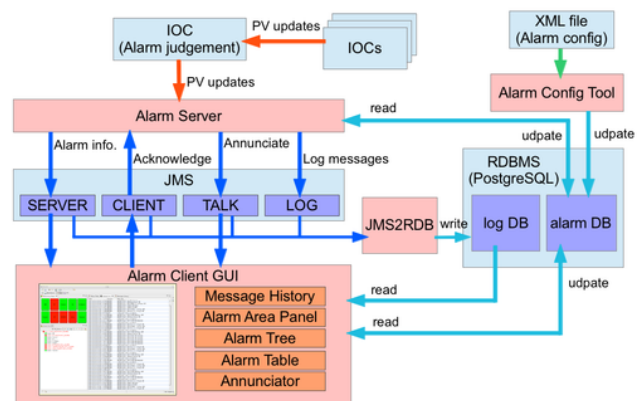 IOC
(Alarm judgement)
PV updates
IOCs
XML file
(Alarm config)
PV updates
Alarm Config Tool
Alarm Server
read
udpate
udpate
Alarm info.
Acknowledge
Annunciate
Log messages
RDBMS
(PostgreSQL)
JMS
SERVER
CLIENT
TALK
LOG
JMS2RDB
write
log DB
alarm DB
Alarm Client GUI
udpate
Message History
read
Alarm Area Panel
read
Alarm Tree
Alarm Table
Annunciator